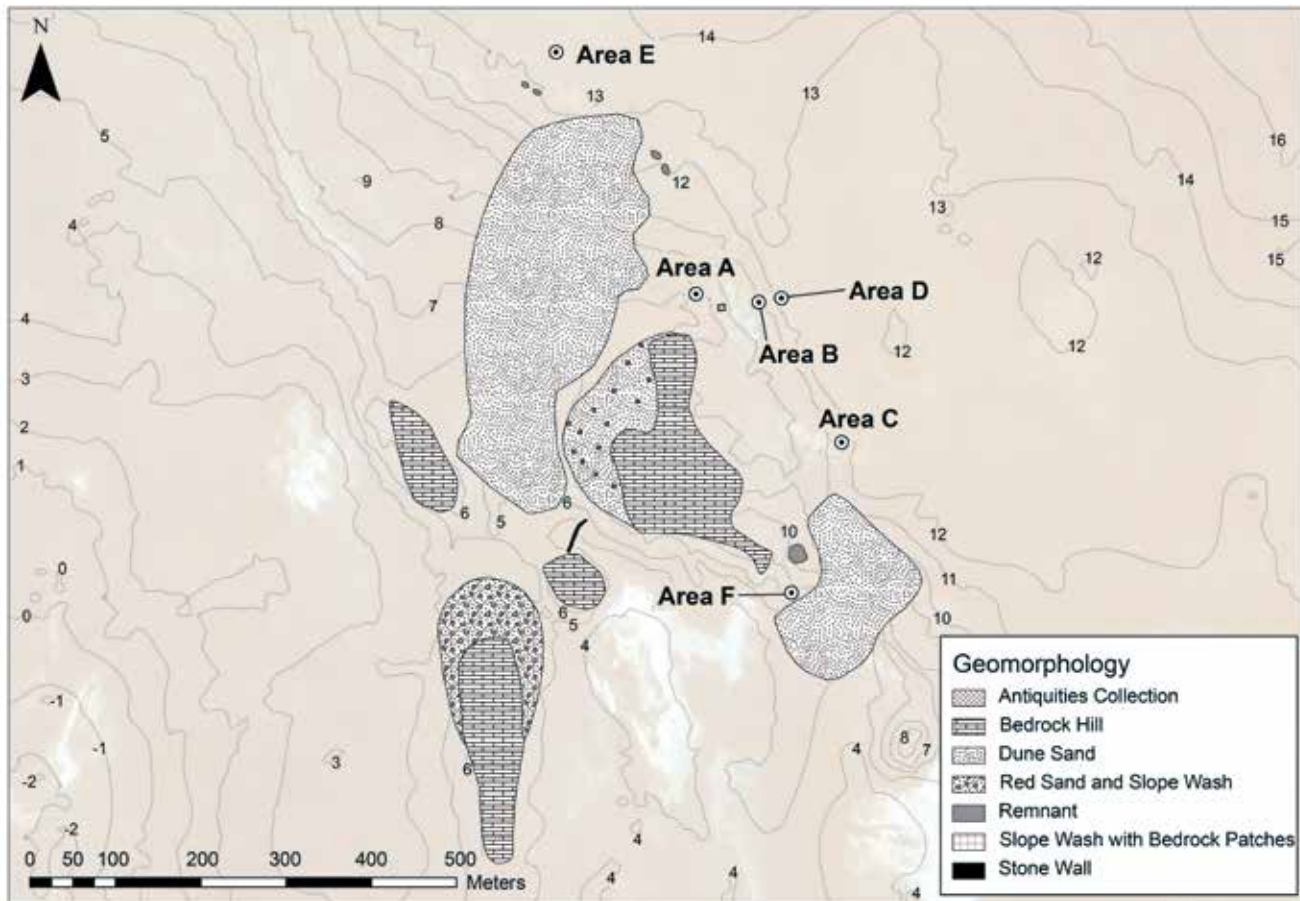 N
Area E
14
13
13
5
16
12
9
14
4
8
13
15
Area A
12
15
7
Area D
4
12
12
Area B
3
2
Area C
1
6
5
6
12
10
0
11
Area F
0
6
10
5
4
Geomorphology
Antiquities Collection
Bedrock Hill
Dune Sand
Red Sand and Slope Wash
Remnant
Slope Wash with Bedrock Patches
Stone Wall
-1
8
-1
4
7
3
6
-2
-2
4
0 50 100 200 300 400 500
Meters
4
4
4
4